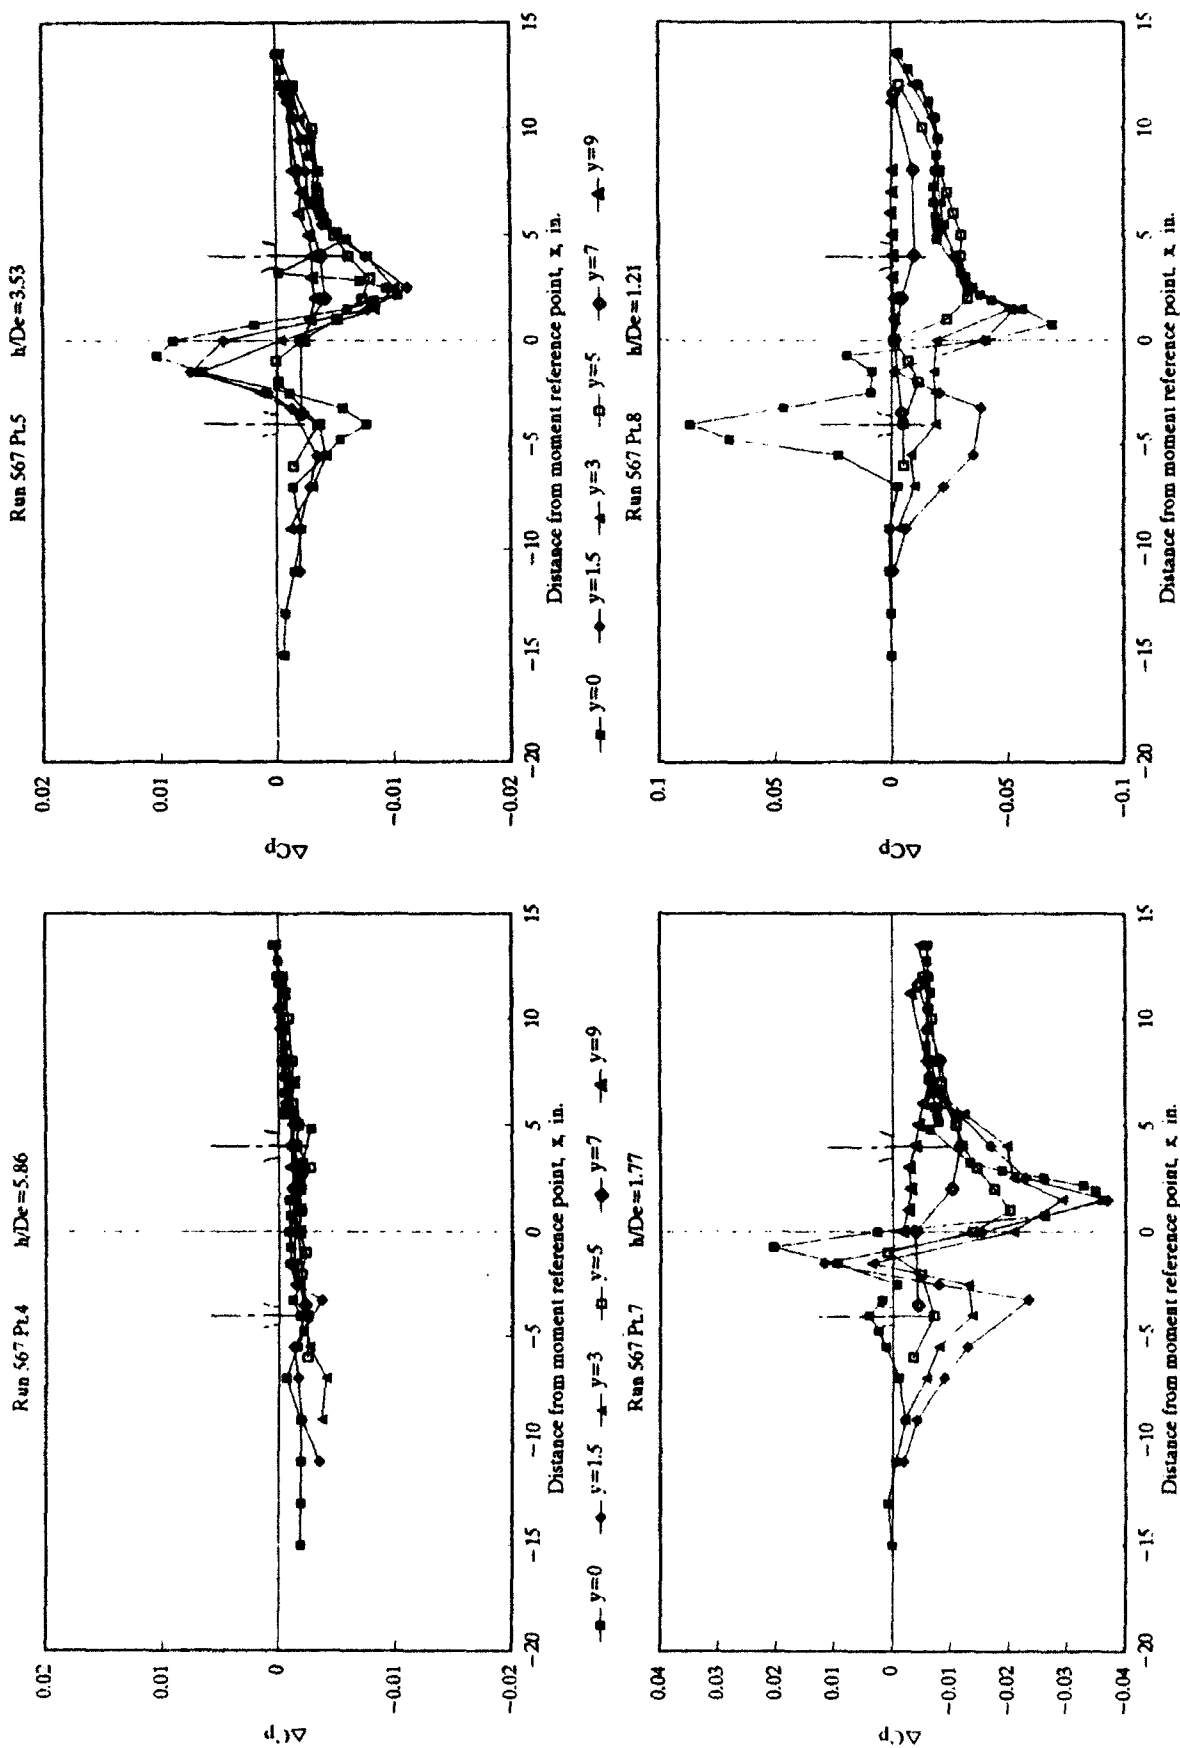 Run 567 Pt.4 h/De=5.86
0.02
0.01
0
−0.01
−0.02
ΔCp
−20 −15 −10 −5 0 5 10 15
Distance from moment reference point, x, in.
Run 567 Pt.5 h/De=3.53
0.02
0.01
0
−0.01
−0.02
ΔCp
−20 −15 −10 −5 0 5 10 15
Distance from moment reference point, x, in.
y=0 y=1.5 y=3 y=5 y=7 y=9
y=0 y=1.5 y=3 y=5 y=7 y=9
Run 567 Pt.7 h/De=1.77
0.04
0.03
0.02
0.01
0
−0.01
−0.02
−0.03
−0.04
ΔCp
−20 −15 −10 −5 0 5 10 15
Distance from moment reference point, x, in.
Run 567 Pt.8 h/De=1.21
0.1
0.05
0
−0.05
−0.1
ΔCp
−20 −15 −10 −5 0 5 10 15
Distance from moment reference point, x, in.